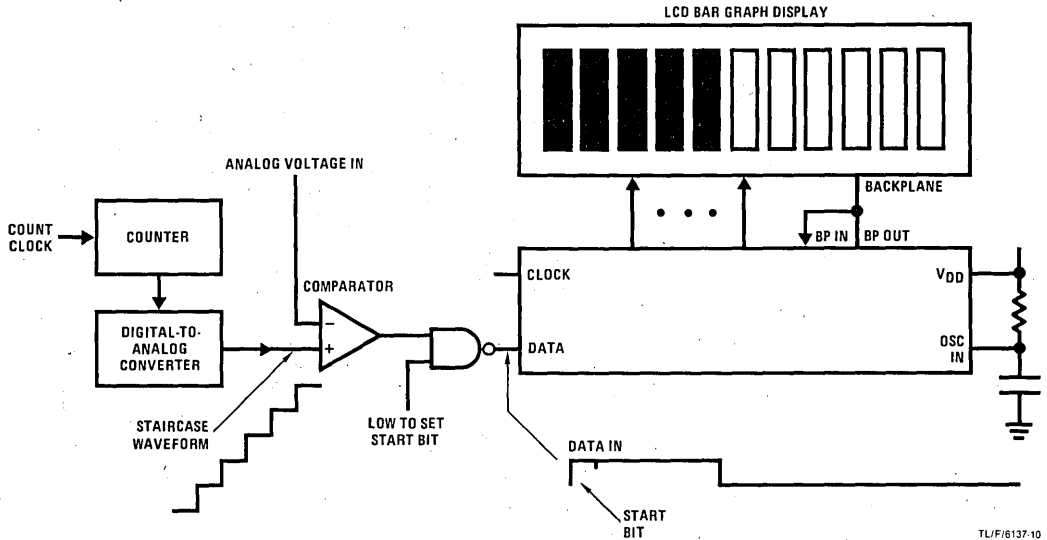 LCD BAR GRAPH DISPLAY
ANALOG VOLTAGE IN
BACKPLANE
COUNT
CLOCK
COUNTER
BP IN
BP OUT
CLOCK
VDD
COMPARATOR
DIGITAL-TO-
ANALOG
CONVERTER
−
+
DATA
OSC
IN
STAIRCASE
WAVEFORM
LOW TO SET
START BIT
DATA IN
START
BIT
TL/F/6137-10